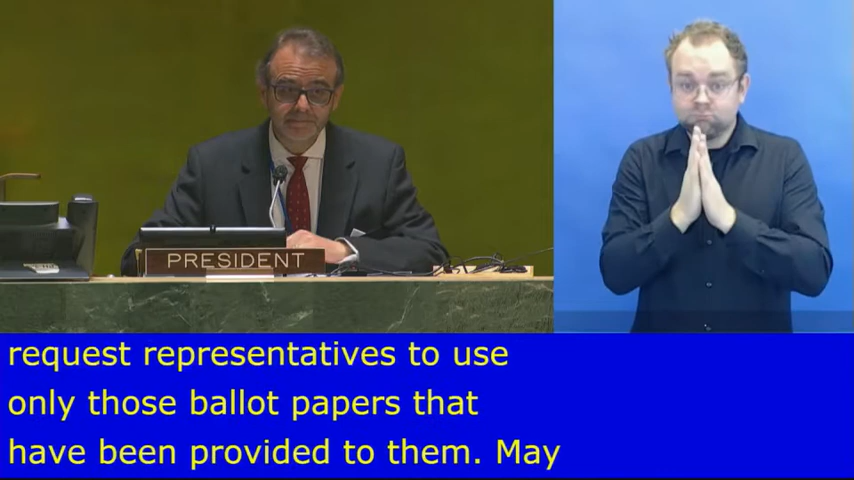 PRESIDENT
request representatives to use
only those ballot papers that
have been provided to them. May